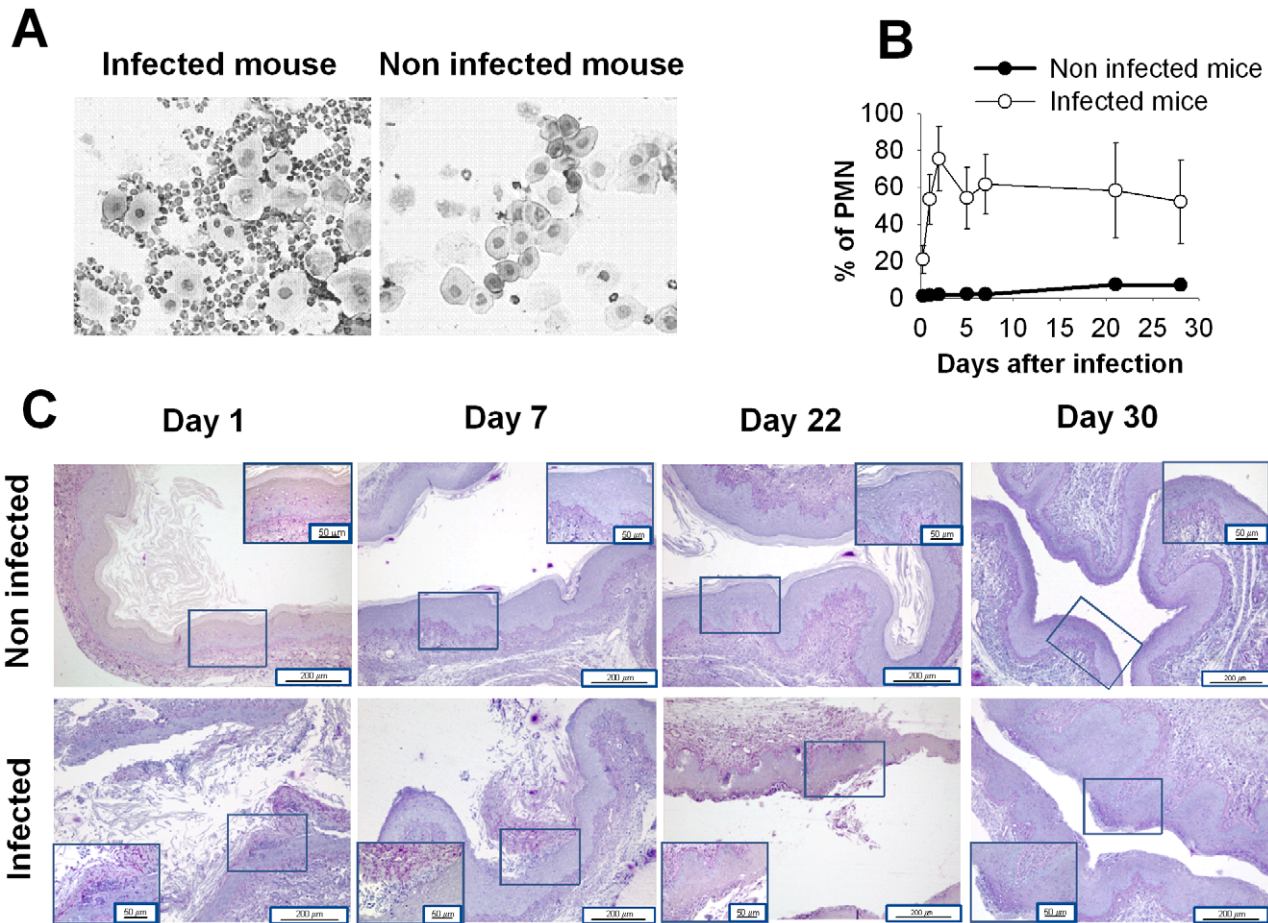 A
Infected mouse
Non infected mouse
B
Non infected mice
Infected mice
100
80
60
40
20
0
% of PMN
0 5 10 15 20 25 30
Days after infection
C
Day 1
Day 7
Day 22
Day 30
Non infected
50 µm
200 µm
50 µm
200 µm
50 µm
200 µm
50 µm
200 µm
Infected
50 µm
200 µm
50 µm
200 µm
50 µm
200 µm
50 µm
200 µm